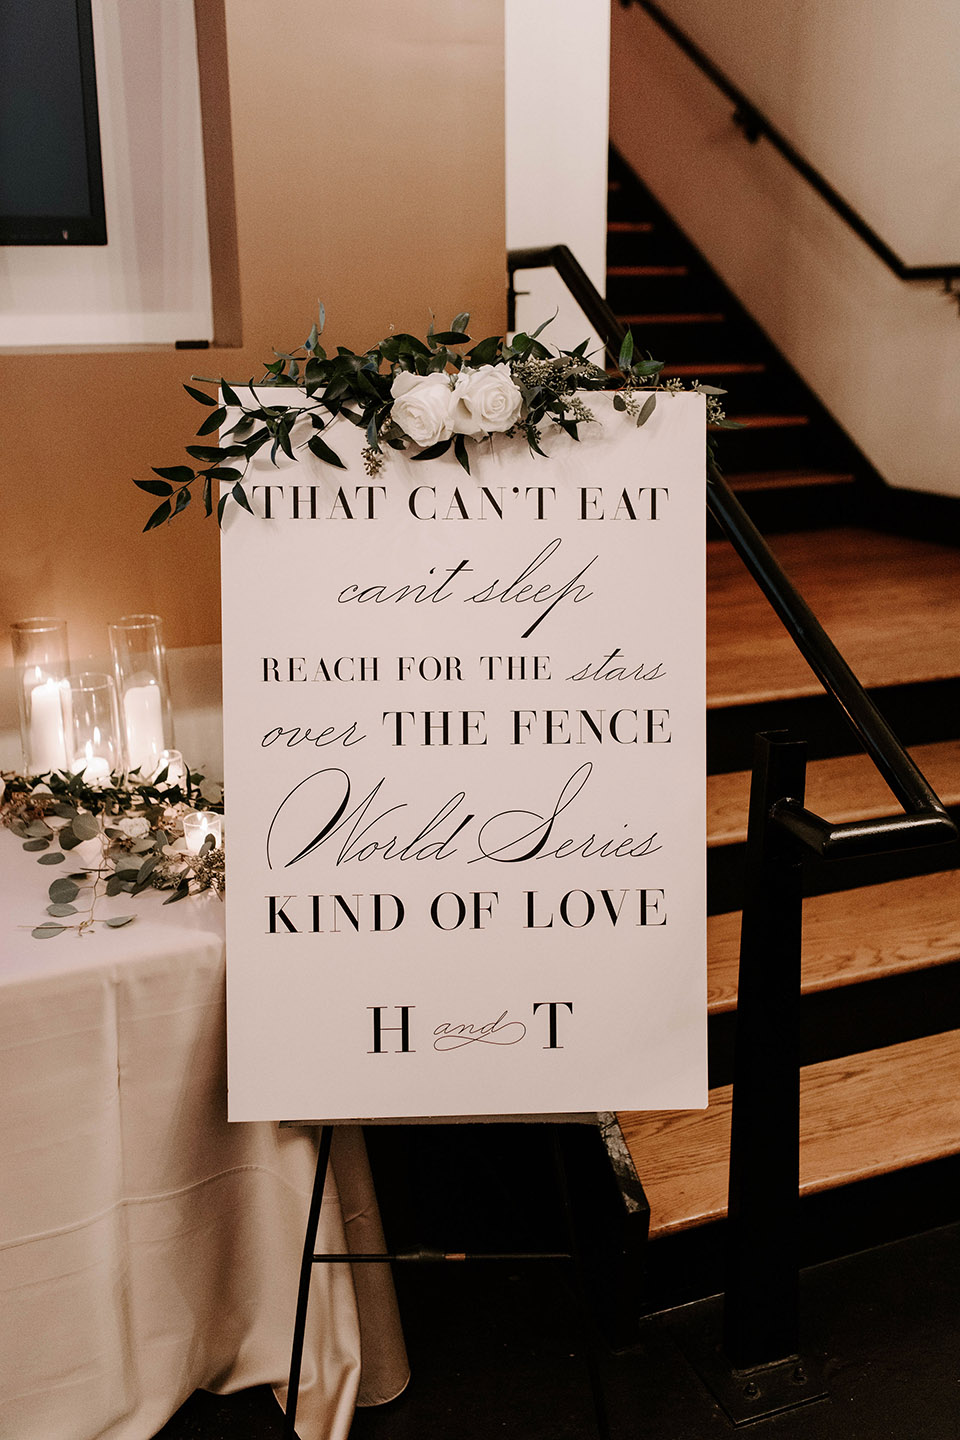 THAT CAN'T EAT
can't sleep
REACH FOR THE stars
over THE FENCE
World Series
KIND OF LOVE
H and T